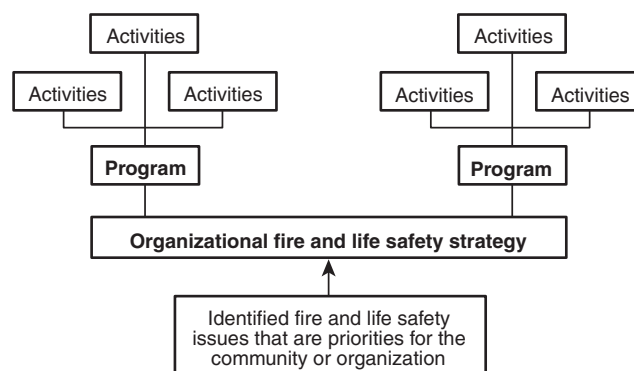 Activities
Activities
Activities
Activities
Activities
Activities
Program
Program
Organizational fire and life safety strategy
Identified fire and life safety
issues that are priorities for the
community or organization